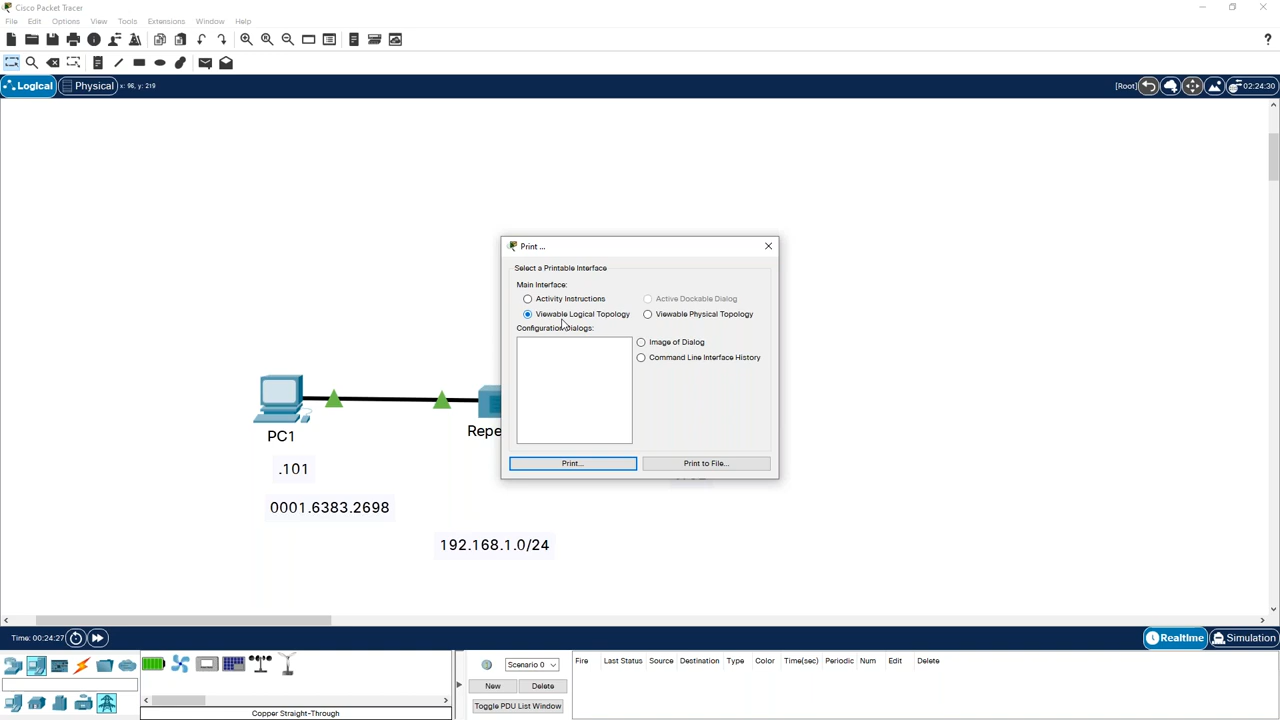 Cisco Packet Tracer
File Edit Options View Tools Extensions Window Help
Logical Physical x: 96, y: 219 [Root] 02:24:30
Print ...
Select a Printable Interface
Main Interface:
Activity Instructions Active Dockable Dialog
Viewable Logical Topology Viewable Physical Topology
Configuration Dialogs:
Image of Dialog
Command Line Interface History
Print... Print to File...
PC1
Repe
.101
0001.6383.2698
192.168.1.0/24
Time: 00:24:27 Realtime Simulation
Scenario 0
New Delete
Toggle PDU List Window
Fire Last Status Source Destination Type Color Time(sec) Periodic Num Edit Delete
Copper Straight-Through